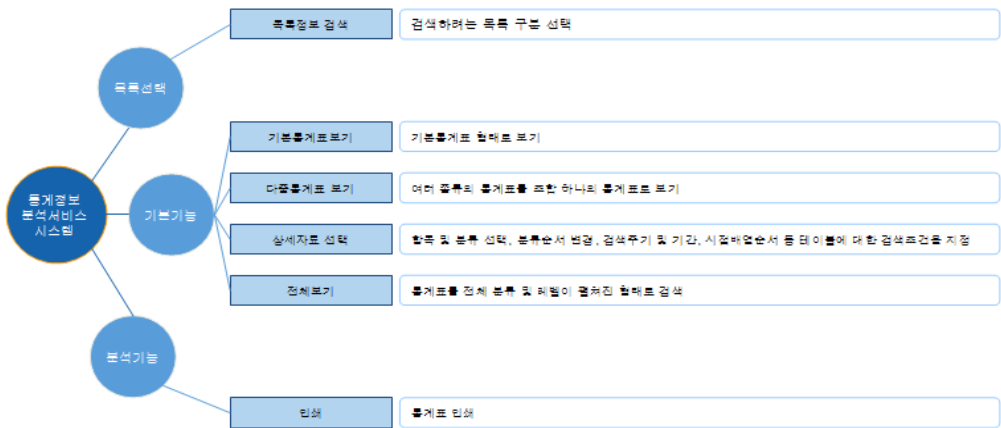 목록정보 검색
검색하려는 목록 구분 선택
목록선택
기본통계표보기
기본통계표 형태로 보기
다중통계표 보기
여러 종류의 통계표를 조합 하나의 통계표로 보기
통계정보
분석서비스
시스템
기본기능
상세자료 선택
항목 및 분류 선택, 분류순서 변경, 검색주기 및 기간, 시점배열순서 등 테이블에 대한 검색조건을 지정
전체보기
통계표를 전체 분류 및 레벨이 펼쳐진 형태로 검색
분석기능
인쇄
통계표 인쇄